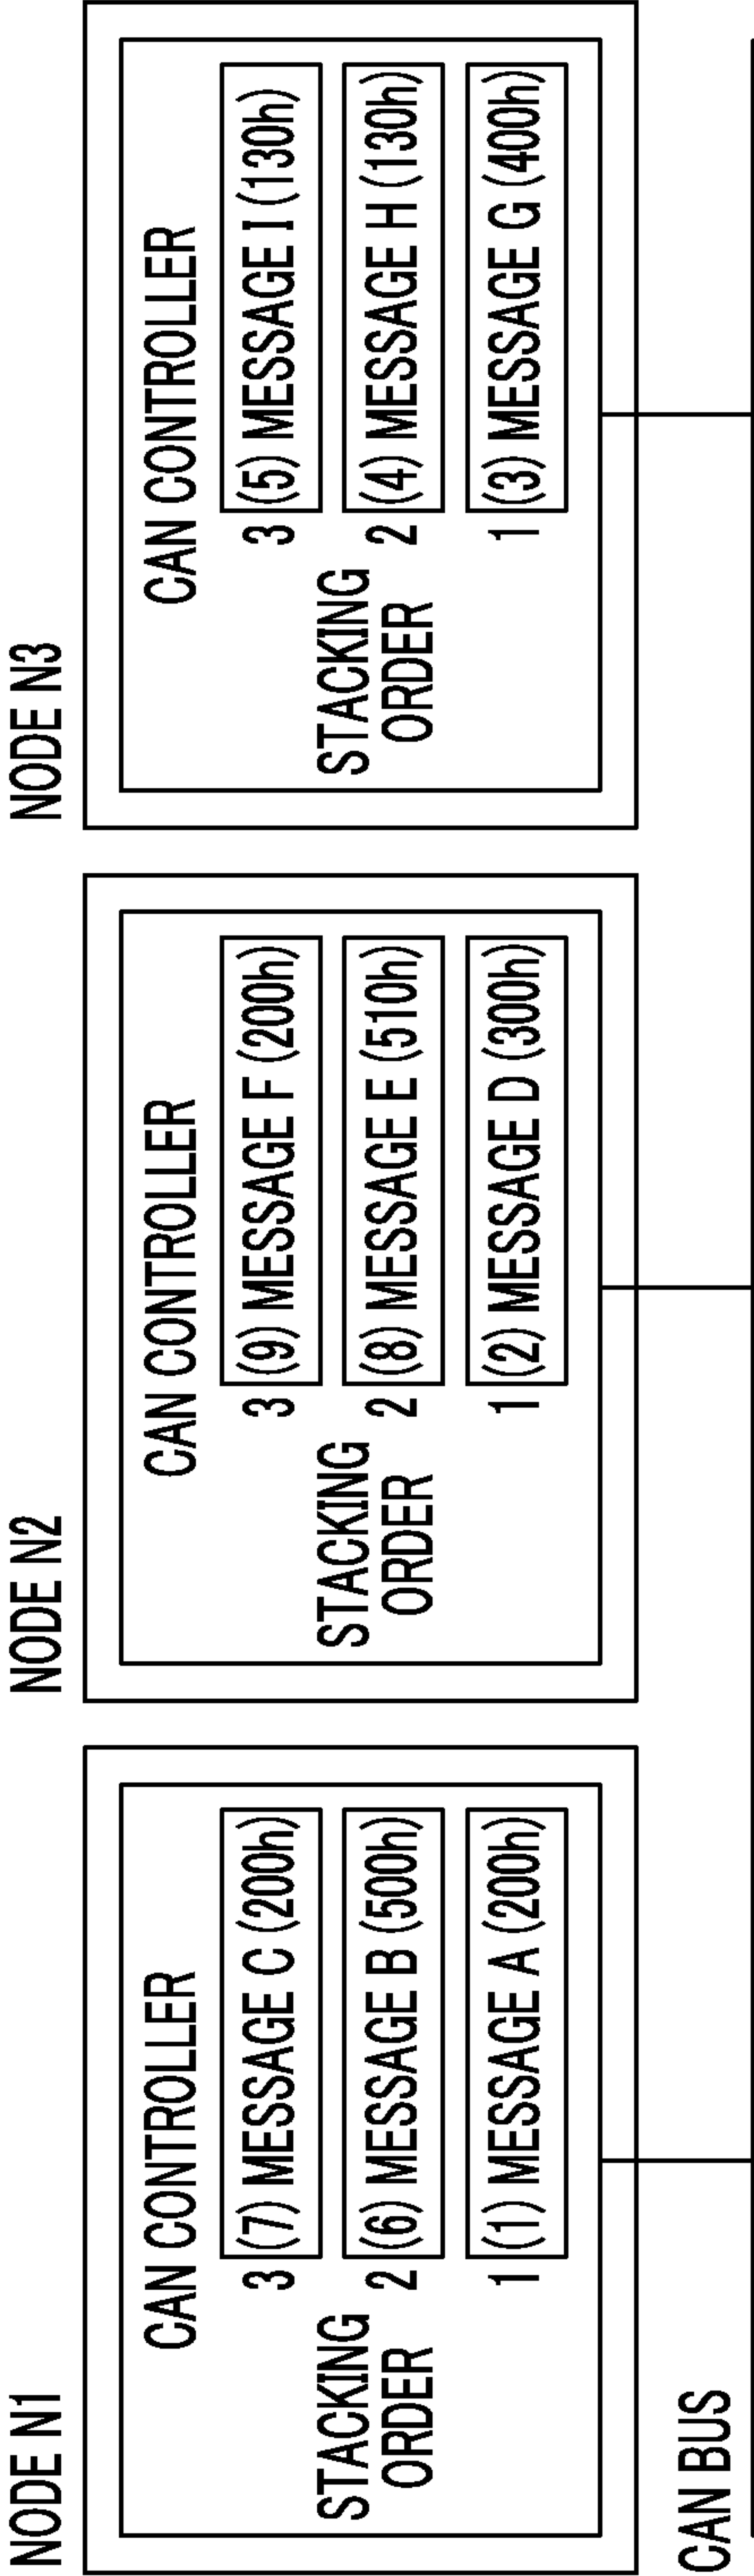 NODE N1
CAN CONTROLLER
STACKING
ORDER
3 (7) MESSAGE C (200h)
2 (6) MESSAGE B (500h)
1 (1) MESSAGE A (200h)
NODE N2
CAN CONTROLLER
STACKING
ORDER
3 (9) MESSAGE F (200h)
2 (8) MESSAGE E (510h)
1 (2) MESSAGE D (300h)
NODE N3
CAN CONTROLLER
STACKING
ORDER
3 (5) MESSAGE I (130h)
2 (4) MESSAGE H (130h)
1 (3) MESSAGE G (400h)
CAN BUS